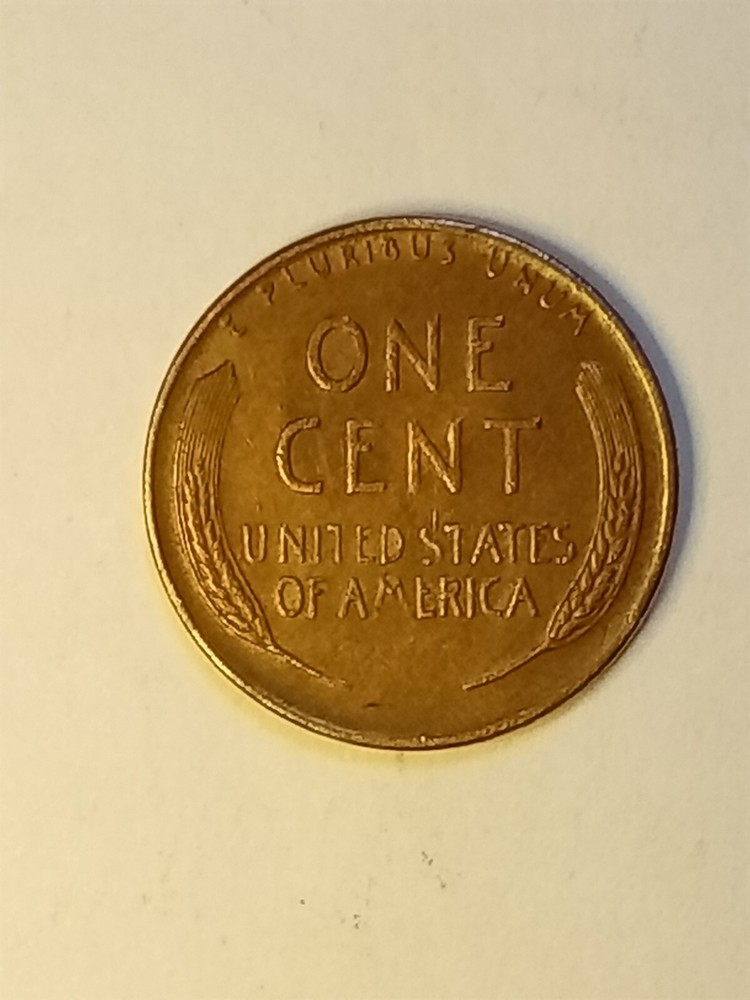 E PLURIBUS UNUM
ONE
CENT
UNITED STATES
OF AMERICA